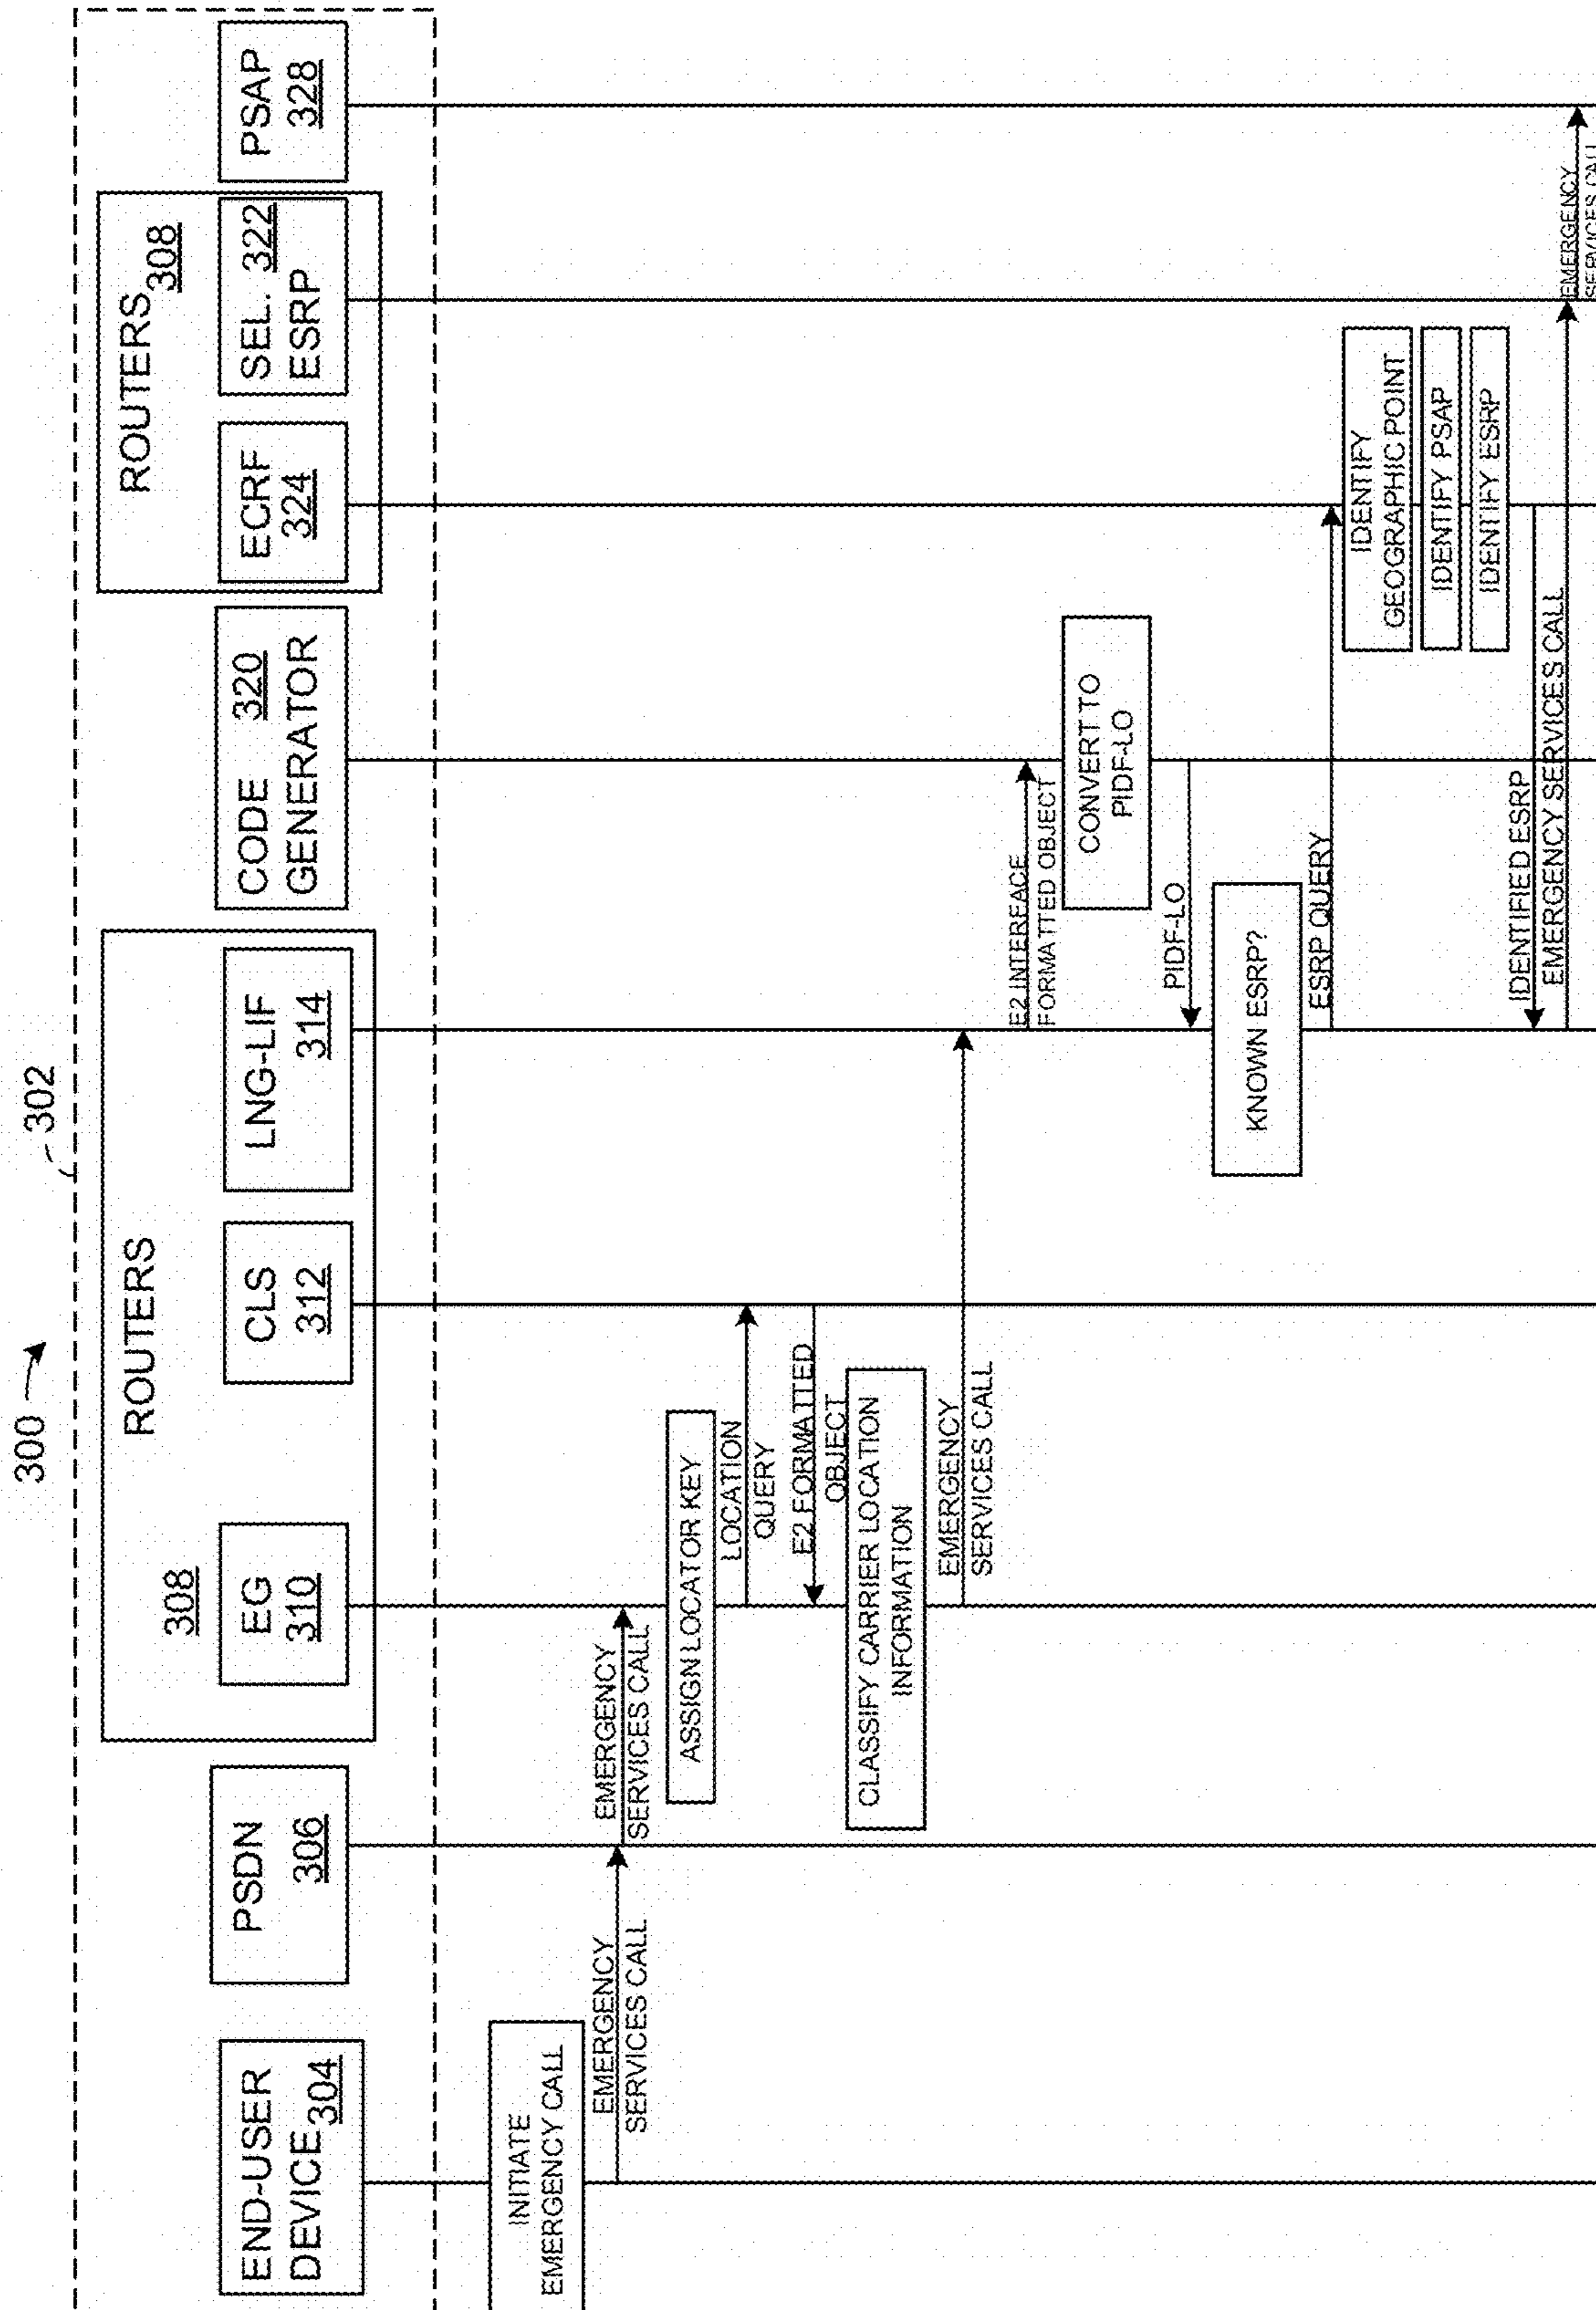 300
302
END-USER
DEVICE 304
PSDN
306
ROUTERS
308
EG
310
CLS
312
LNG-LIF
314
CODE 320
GENERATOR
ROUTERS
308
ECRF
324
SEL. 322
ESRP
PSAP
328
INITIATE
EMERGENCY CALL
EMERGENCY
SERVICES CALL
EMERGENCY
SERVICES CALL
ASSIGN LOCATOR KEY
LOCATION
QUERY
E2 FORMATTED
OBJECT
CLASSIFY CARRIER LOCATION
INFORMATION
EMERGENCY
SERVICES CALL
E2 INTEREACE
FORMATTED OBJECT
CONVERT TO
PIDF-LO
PIDF-LO
KNOWN ESRP?
ESRP QUERY
IDENTIFY
GEOGRAPHIC POINT
IDENTIFY PSAP
IDENTIFY ESRP
IDENTIFIED ESRP
EMERGENCY SERVICES CALL
EMERGENCY
SERVICES CALL